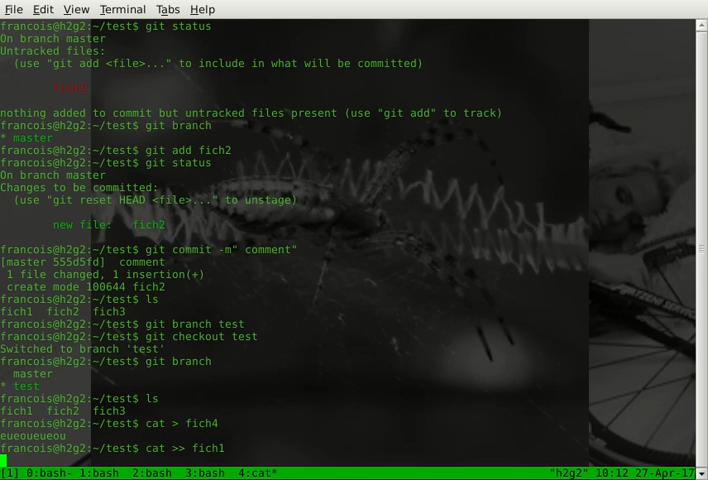 File Edit View Terminal Tabs Help
francois@h2g2:~/test$ git status
On branch master
Untracked files:
  (use "git add <file>..." to include in what will be committed)
        fich2
nothing added to commit but untracked files present (use "git add" to track)
francois@h2g2:~/test$ git branch
* master
francois@h2g2:~/test$ git add fich2
francois@h2g2:~/test$ git status
On branch master
Changes to be committed:
  (use "git reset HEAD <file>..." to unstage)
        new file:   fich2
francois@h2g2:~/test$ git commit -m" comment"
[master 555d5fd]  comment
 1 file changed, 1 insertion(+)
 create mode 100644 fich2
francois@h2g2:~/test$ ls
fich1  fich2  fich3
francois@h2g2:~/test$ git branch test
francois@h2g2:~/test$ git checkout test
Switched to branch 'test'
francois@h2g2:~/test$ git branch
  master
* test
francois@h2g2:~/test$ ls
fich1  fich2  fich3
francois@h2g2:~/test$ cat > fich4
eueoueueou
francois@h2g2:~/test$ cat >> fich1
[1] 0:bash- 1:bash  2:bash  3:bash  4:cat* "h2g2" 10:12 27-Apr-17